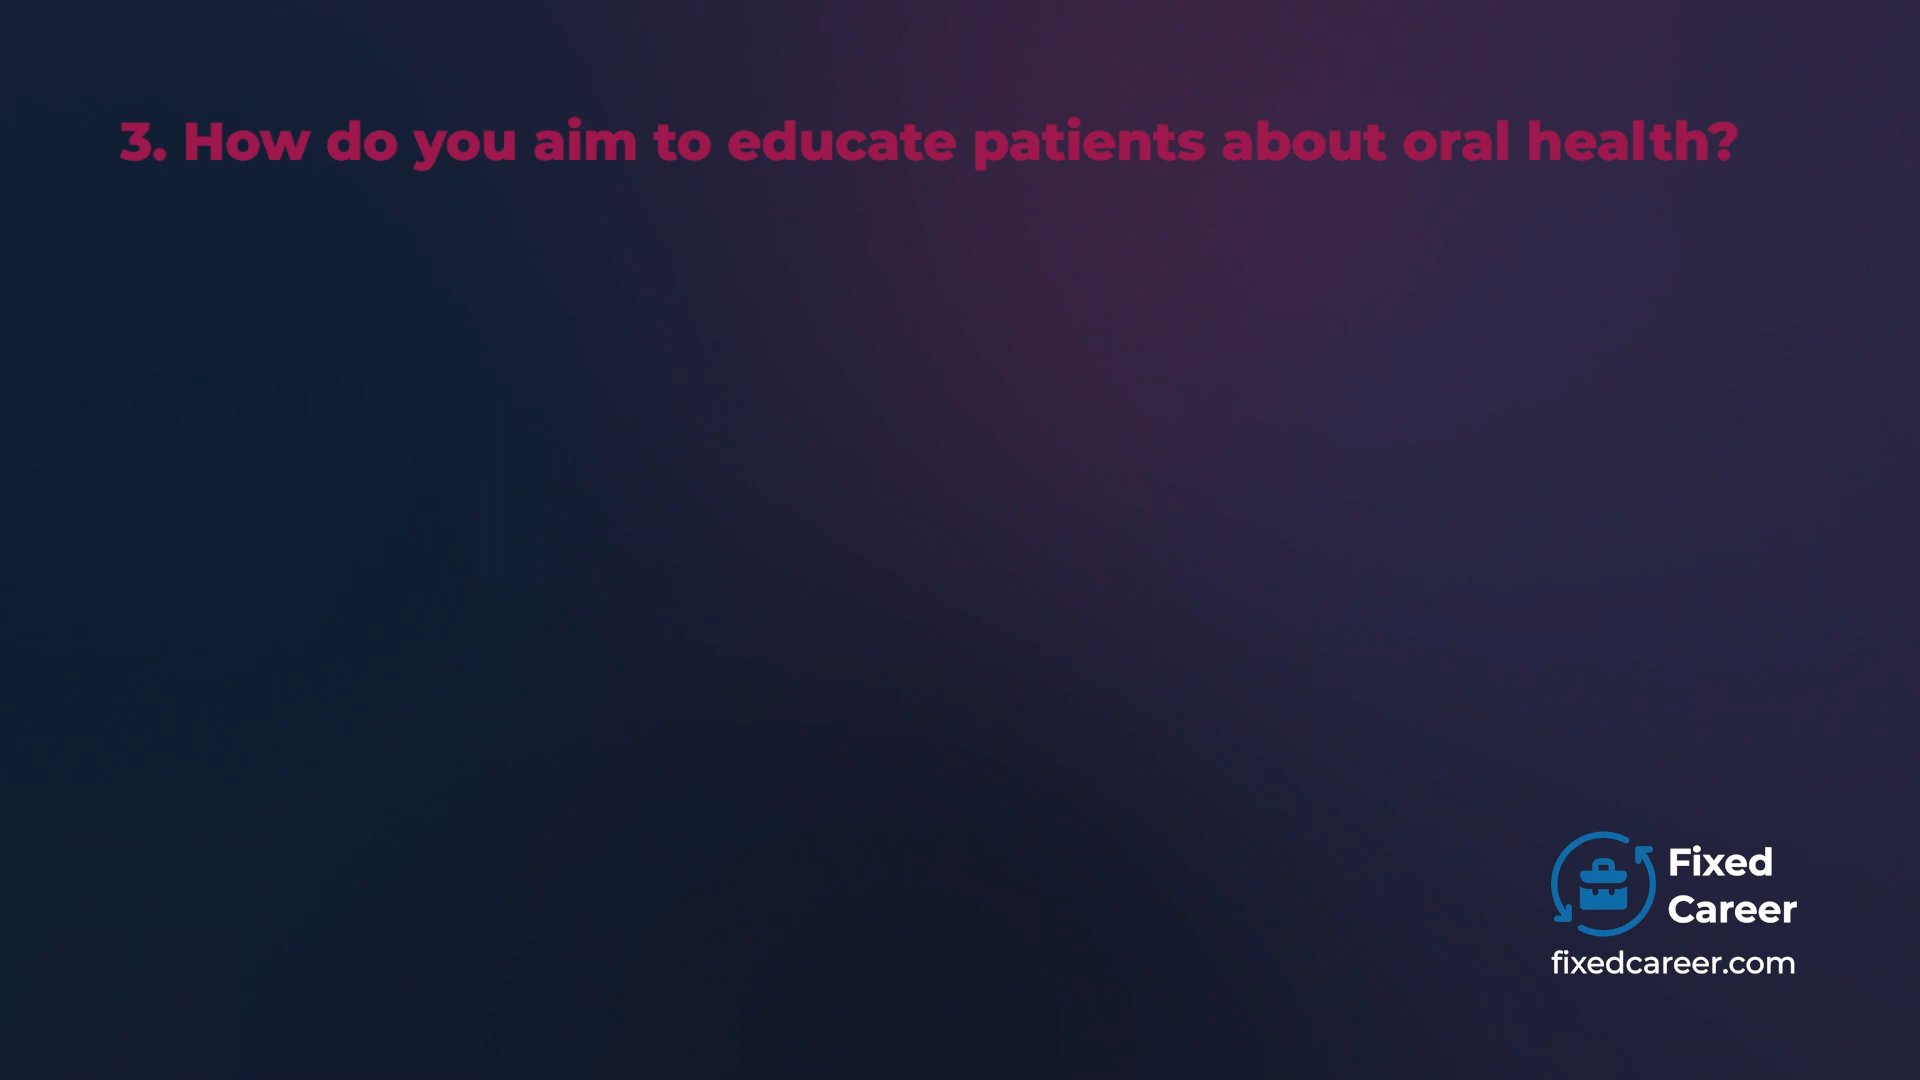 3. How do you aim to educate patients about oral health?
Fixed
Career
fixedcareer.com